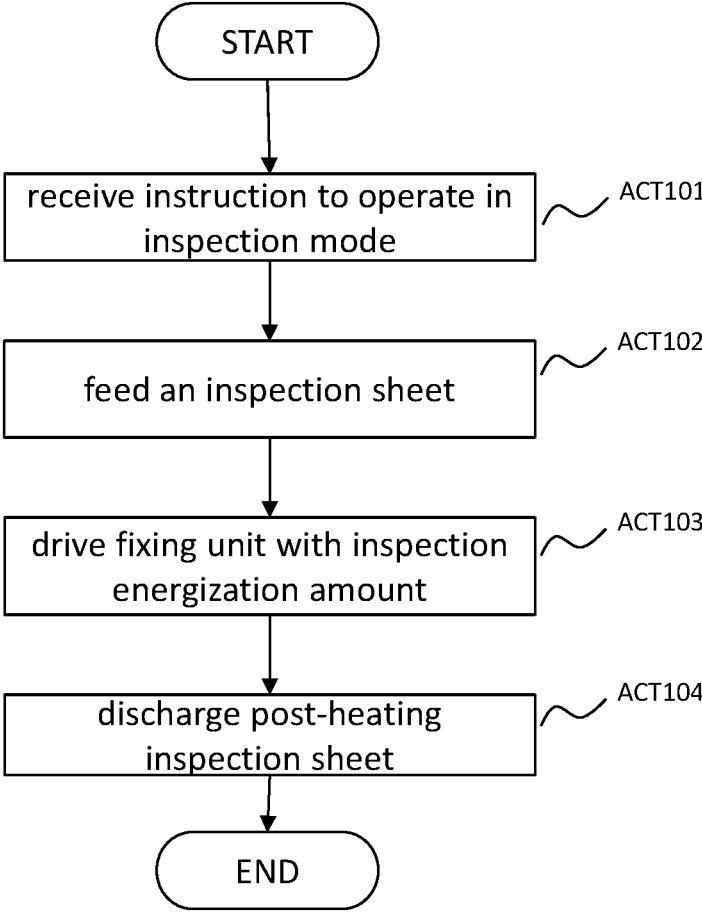 START
receive instruction to operate in
inspection mode
ACT101
feed an inspection sheet
ACT102
drive fixing unit with inspection
energization amount
ACT103
discharge post-heating
inspection sheet
ACT104
END